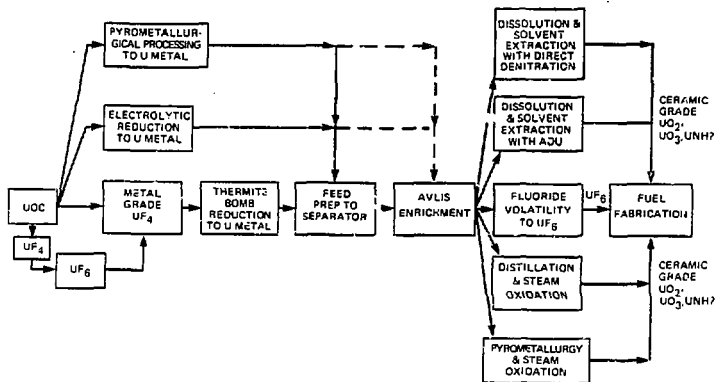 PYROMETALLUR-
GICAL PROCESSING
TO U METAL
ELECTROLYTIC
REDUCTION
TO U METAL
UOC
UF4
UF6
METAL
GRADE
UF4
THERMITE
BOMB
REDUCTION
TO U METAL
FEED
PREP TO
SEPARATOR
AVLIS
ENRICHMENT
DISSOLUTION &
SOLVENT
EXTRACTION
WITH DIRECT
DENITRATION
DISSOLUTION &
SOLVENT
EXTRACTION
WITH ADU
FLUORIDE
VOLATILITY
TO UF6
DISTILLATION
& STEAM
OXIDATION
PYROMETALLURGY
& STEAM
OXIDATION
UF6
CERAMIC
GRADE
UO2,
UO3, UNH?
FUEL
FABRICATION
CERAMIC
GRADE
UO2,
UO3, UNH?